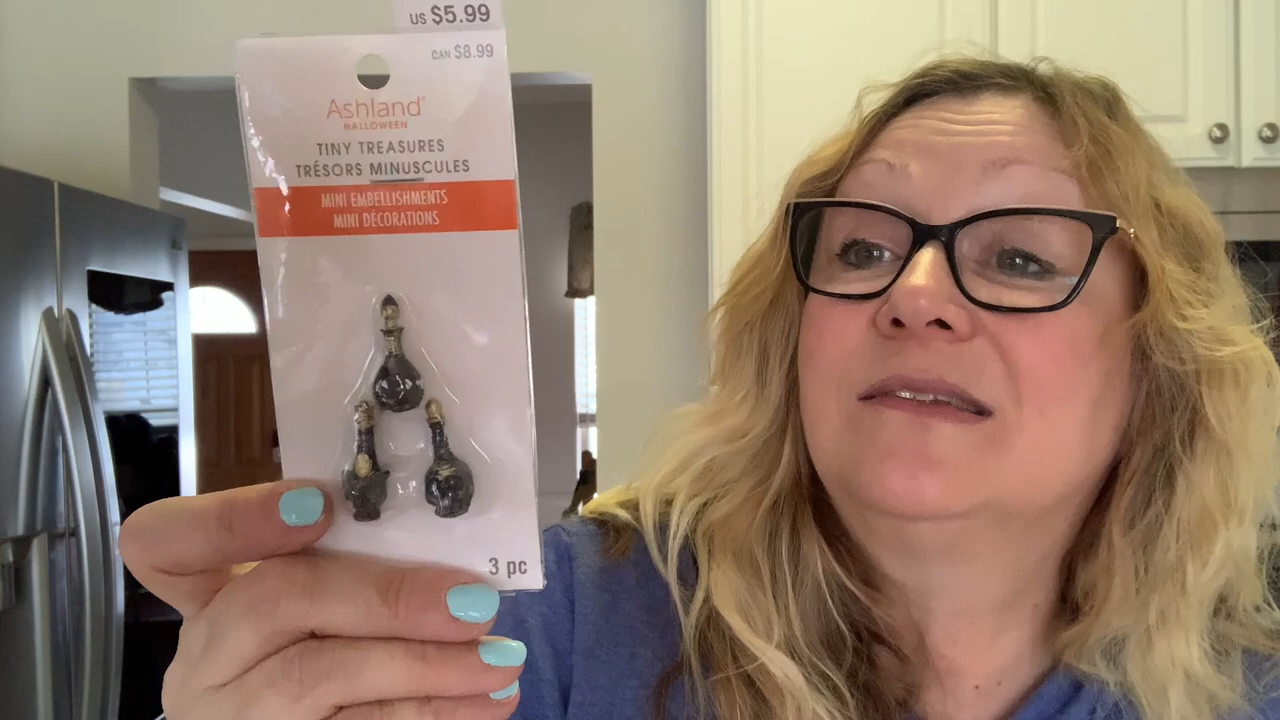 US $5.99
CAN $8.99
Ashland®
HALLOWEEN
TINY TREASURES
TRÉSORS MINUSCULES
MINI EMBELLISHMENTS
MINI DÉCORATIONS
3 pc